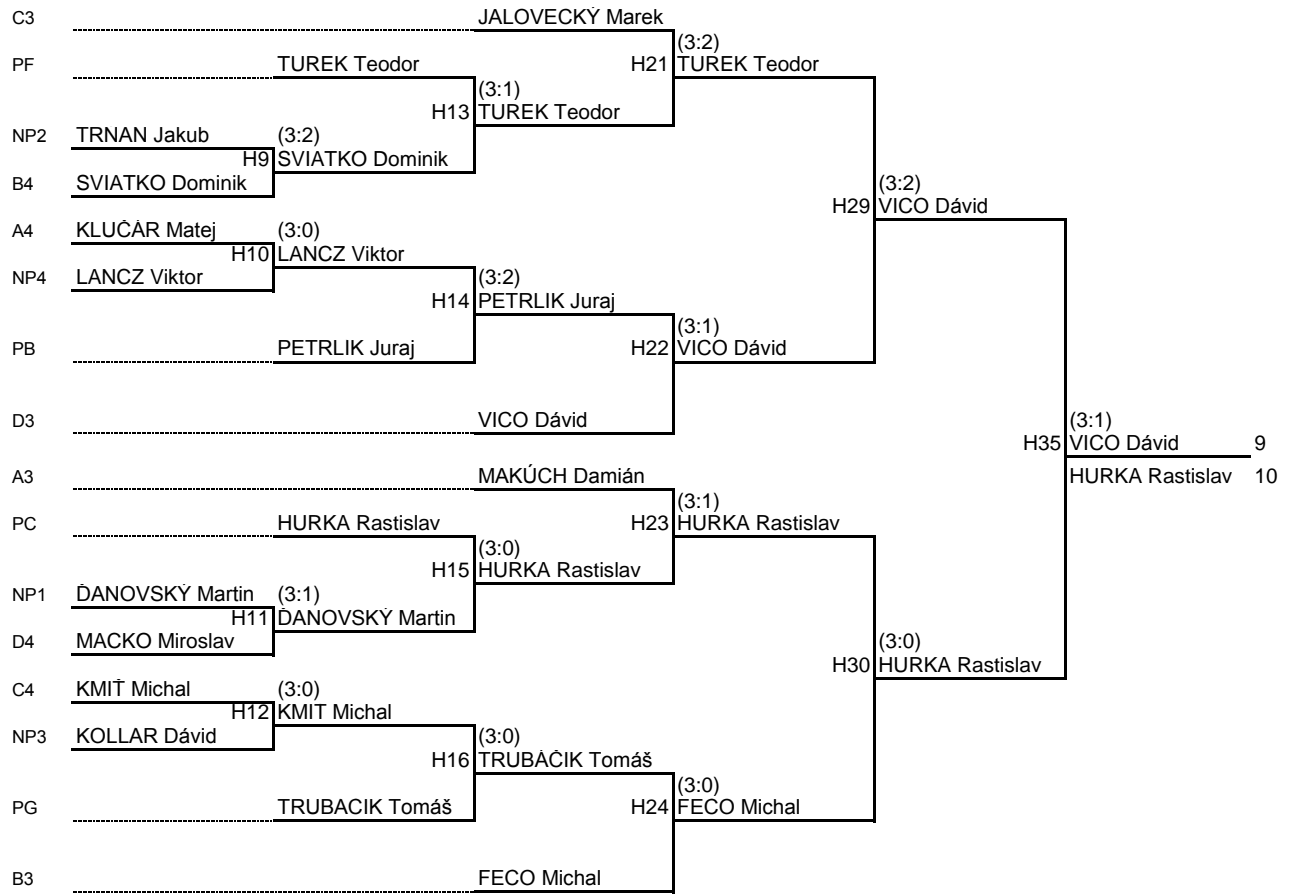 C3 JALOVECKÝ Marek
(3:2)
PF TUREK Teodor H21 TUREK Teodor
(3:1)
H13 TUREK Teodor
NP2 TRNAN Jakub (3:2)
H9 SVIATKO Dominik
B4 SVIATKO Dominik (3:2)
H29 VICO Dávid
A4 KLUČÁR Matej (3:0)
H10 LANCZ Viktor
NP4 LANCZ Viktor (3:2)
H14 PETRLIK Juraj
(3:1)
PB PETRLIK Juraj H22 VICO Dávid
D3 VICO Dávid (3:1)
H35 VICO Dávid 9
A3 MAKÚCH Damián HURKA Rastislav 10
(3:1)
PC HURKA Rastislav H23 HURKA Rastislav
(3:0)
H15 HURKA Rastislav
NP1 ĎANOVSKÝ Martin (3:1)
H11 ĎANOVSKÝ Martin
D4 MACKO Miroslav (3:0)
H30 HURKA Rastislav
C4 KMIŤ Michal (3:0)
H12 KMIŤ Michal
NP3 KOLLAR Dávid (3:0)
H16 TRUBÁČIK Tomáš
(3:0)
PG TRUBÁČIK Tomáš H24 FECO Michal
B3 FECO Michal